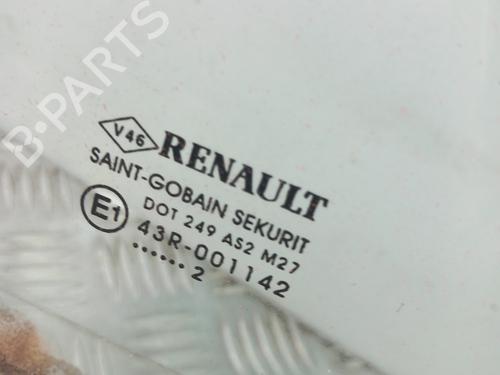 B-PARTS
V46 RENAULT
SAINT-GOBAIN SEKURIT
DOT 249 AS2 M27
E1 43R-001142
...... 2